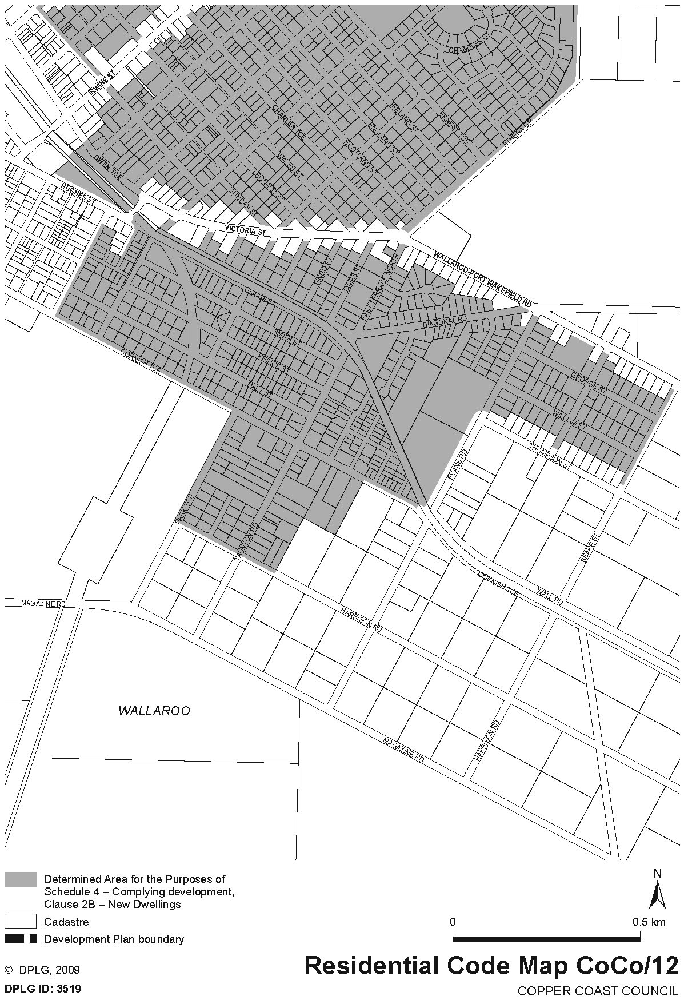 CHANDLER CT
IRWINE ST
CHARLES TCE
IRELAND ST
ERNEST TCE
ENGLAND ST
ATHENA DR
SCOTLAND ST
WALES ST
OWEN TCE
EONARD ST
HUGHES ST
DUNCAN ST
VICTORIA ST
WALLAROO-PORT WAKEFIELD RD
BINGO ST
JAMES ST
EAST TERRACE NORTH
GOUGE ST
DIAGONAL RD
SMITH ST
CORNISH TCE
PRINCE ST
GEORGE ST
DALY ST
WILLIAM ST
THOMPSON ST
EVANS RD
PARK TCE
AUNTON RD
BEARE ST
CORNISH TCE
WALL RD
MAGAZINE RD
HARBISON RD
WALLAROO
HARBISON RD
MAGAZINE RD
Determined Area for the Purposes of
Schedule 4 – Complying development,
Clause 2B – New Dwellings
Cadastre
Development Plan boundary
N
0 0.5 km
© DPLG, 2009
DPLG ID: 3519
Residential Code Map CoCo/12
COPPER COAST COUNCIL